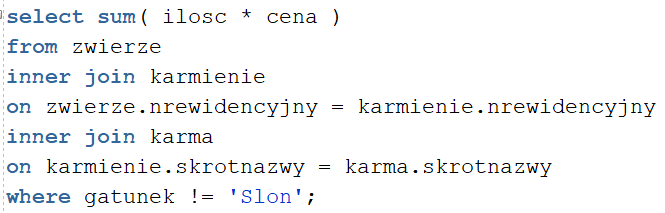 select sum( ilosc * cena )
from zwierze
inner join karmienie
on zwierze.nrewidencyjny = karmienie.nrewidencyjny
inner join karma
on karmienie.skrotnazwy = karma.skrotnazwy
where gatunek != 'Slon';